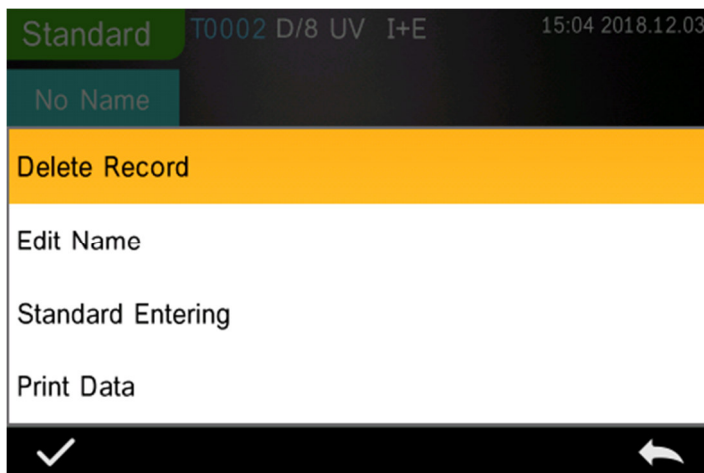 Standard T0002 D/8 UV I+E 15:04 2018.12.03
No Name
Delete Record
Edit Name
Standard Entering
Print Data